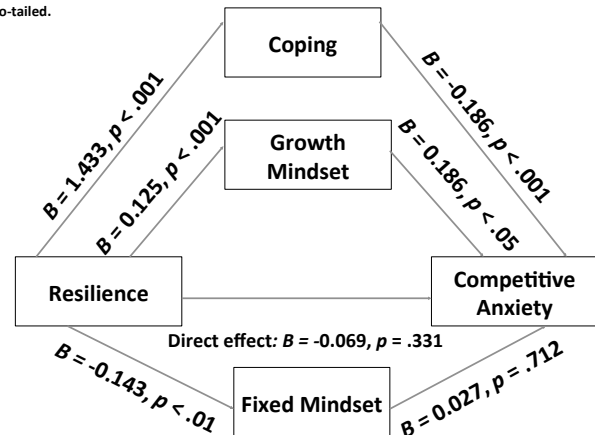 o-tailed.
Coping
B = 1.433, p < .001
B = -0.186, p < .001
Growth
Mindset
B = 0.125, p < .001
B = 0.186, p < .05
Resilience
Competitive
Anxiety
Direct effect: B = -0.069, p = .331
B = -0.143, p < .01
B = 0.027, p = .712
Fixed Mindset